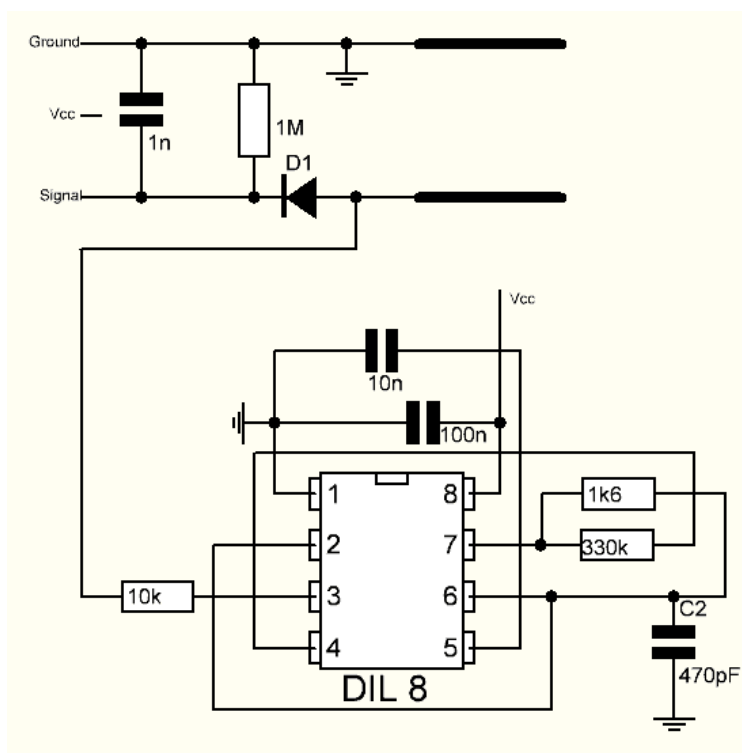 Ground
Vcc
1n
1M
D1
Signal
Vcc
10n
100n
1 8
1k6
2 7
330k
10k
3 6
C2
4 5
470pF
DIL 8